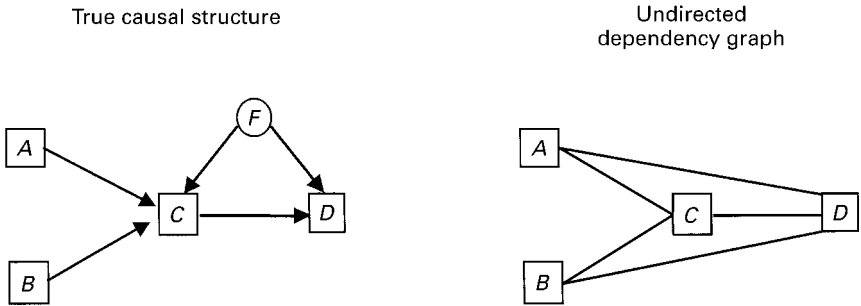 True causal structure
Undirected
dependency graph
F
A
C
D
B
A
C
D
B